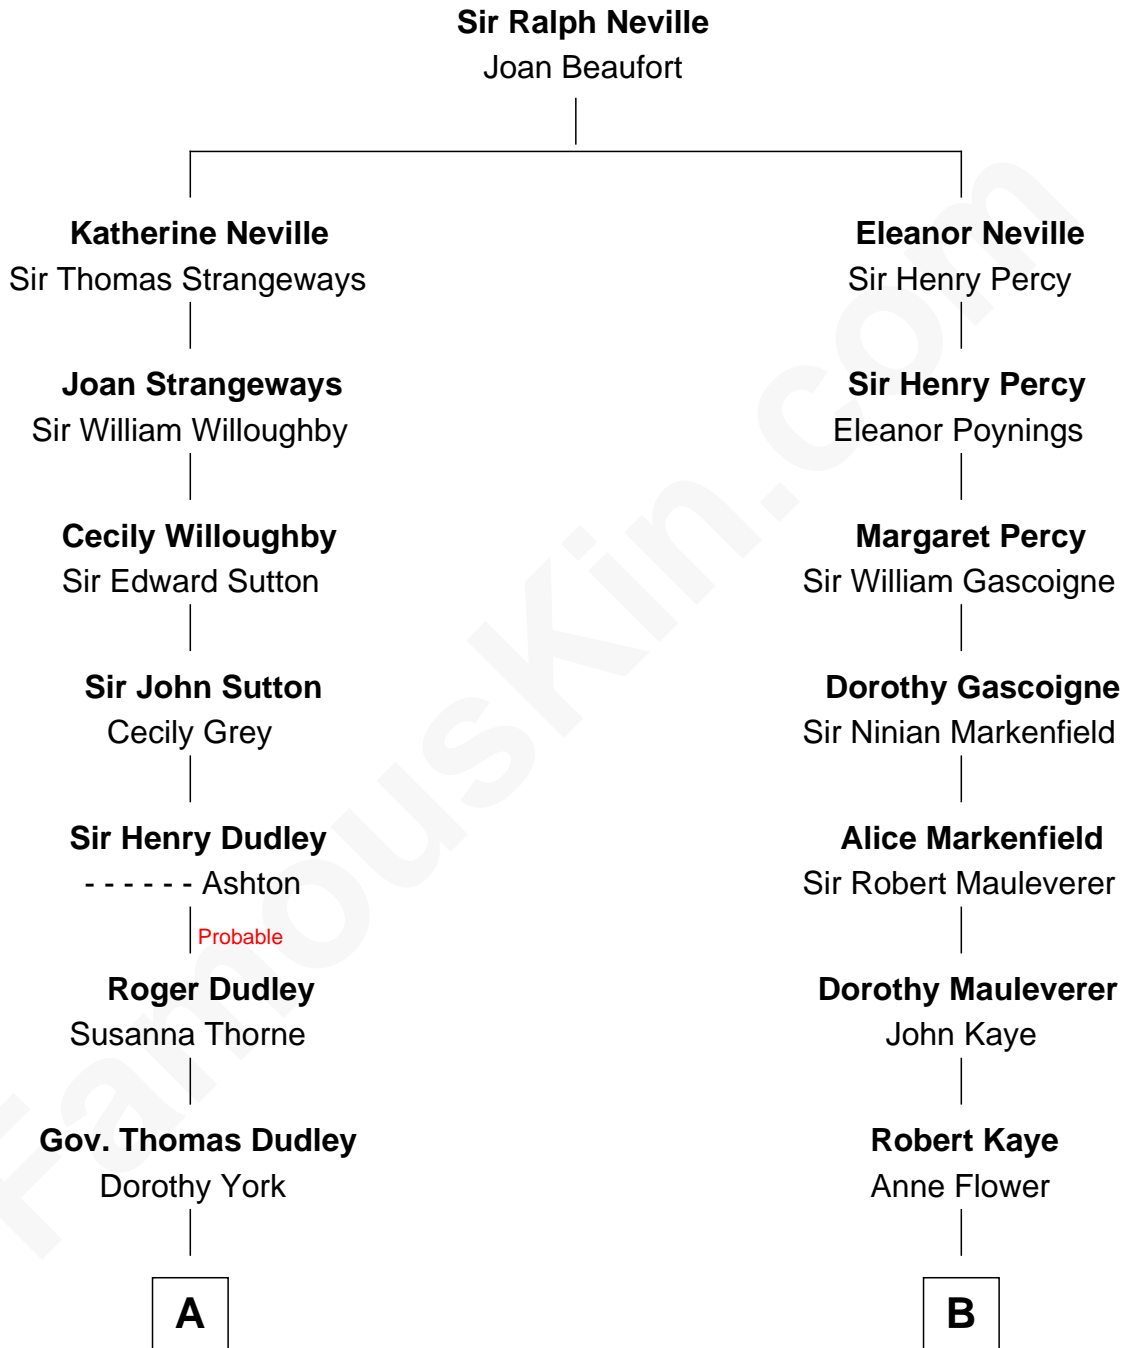 Sir Ralph Neville
Joan Beaufort
Katherine Neville
Sir Thomas Strangeways
Eleanor Neville
Sir Henry Percy
Joan Strangeways
Sir William Willoughby
Sir Henry Percy
Eleanor Poynings
Cecily Willoughby
Sir Edward Sutton
Margaret Percy
Sir William Gascoigne
Sir John Sutton
Cecily Grey
Dorothy Gascoigne
Sir Ninian Markenfield
Sir Henry Dudley
- - - - - - Ashton
Probable
Alice Markenfield
Sir Robert Mauleverer
Roger Dudley
Susanna Thorne
Dorothy Mauleverer
John Kaye
Gov. Thomas Dudley
Dorothy York
Robert Kaye
Anne Flower
A
B
FamousKin.com